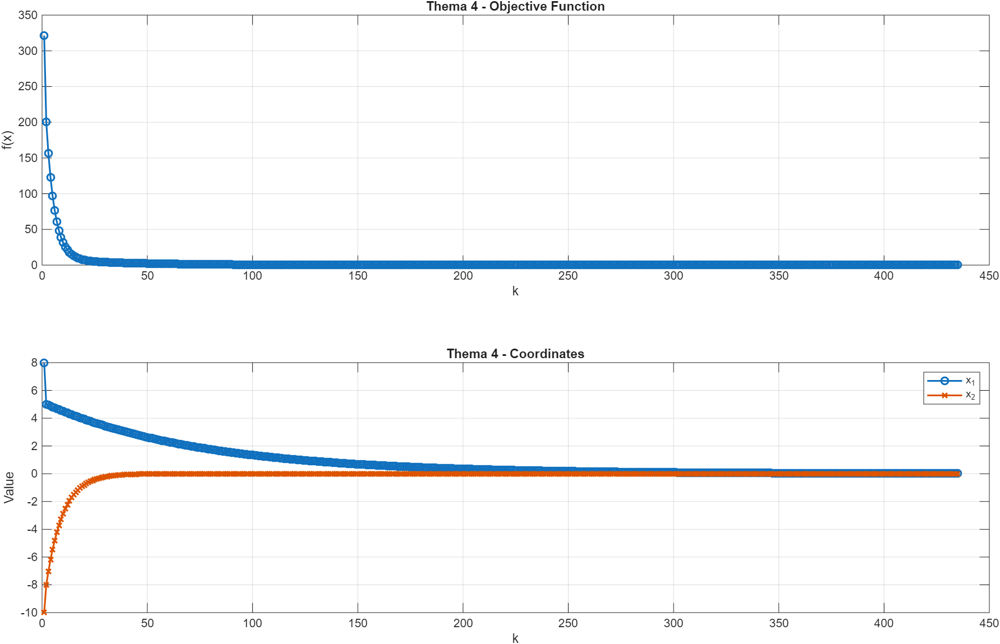 Thema 4 - Objective Function
350
300
250
200
150
100
50
0
f(x)
0 50 100 150 200 250 300 350 400 450
k
Thema 4 - Coordinates
8
6
4
2
0
-2
-4
-6
-8
-10
Value
x1
x2
0 50 100 150 200 250 300 350 400 450
k